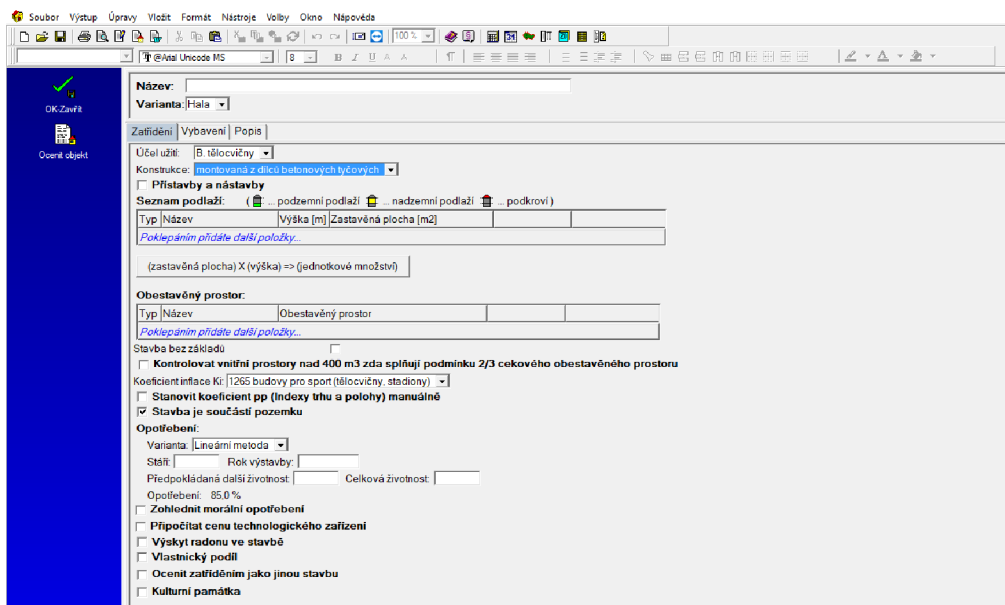 Soubor Výstup Úpravy Vložit Formát Nástroje Volby Okno Nápověda
100 %
@Arial Unicode MS 8 B I U A A
OK-Zavřít
Ocenit objekt
Název:
Varianta: Hala
Zatřídění Vybavení Popis
Účel užití: B. tělocvičny
Konstrukce: montovaná z dílců betonových tyčových
Přístavby a nástavby
Seznam podlaží: ( : ... podzemní podlaží : ... nadzemní podlaží : ... podkroví )
Typ Název Výška [m] Zastavěná plocha [m2]
Poklepáním přidáte další položky...
(zastavěná plocha) X (výška) => (jednotkové množství)
Obestavěný prostor:
Typ Název Obestavěný prostor
Poklepáním přidáte další položky...
Stavba bez základů
Kontrolovat vnitřní prostory nad 400 m3 zda splňují podmínku 2/3 cekového obestavěného prostoru
Koeficient inflace Ki: 1265 budovy pro sport (tělocvičny, stadiony)
Stanovit koeficient pp (Indexy trhu a polohy) manuálně
Stavba je součástí pozemku
Opotřebení:
Varianta: Lineární metoda
Stáří: Rok výstavby:
Předpokládaná další životnost: Celková životnost:
Opotřebení: 85,0 %
Zohlednit morální opotřebení
Připočítat cenu technologického zařízení
Výskyt radonu ve stavbě
Vlastnický podíl
Ocenit zatříděním jako jinou stavbu
Kulturní památka